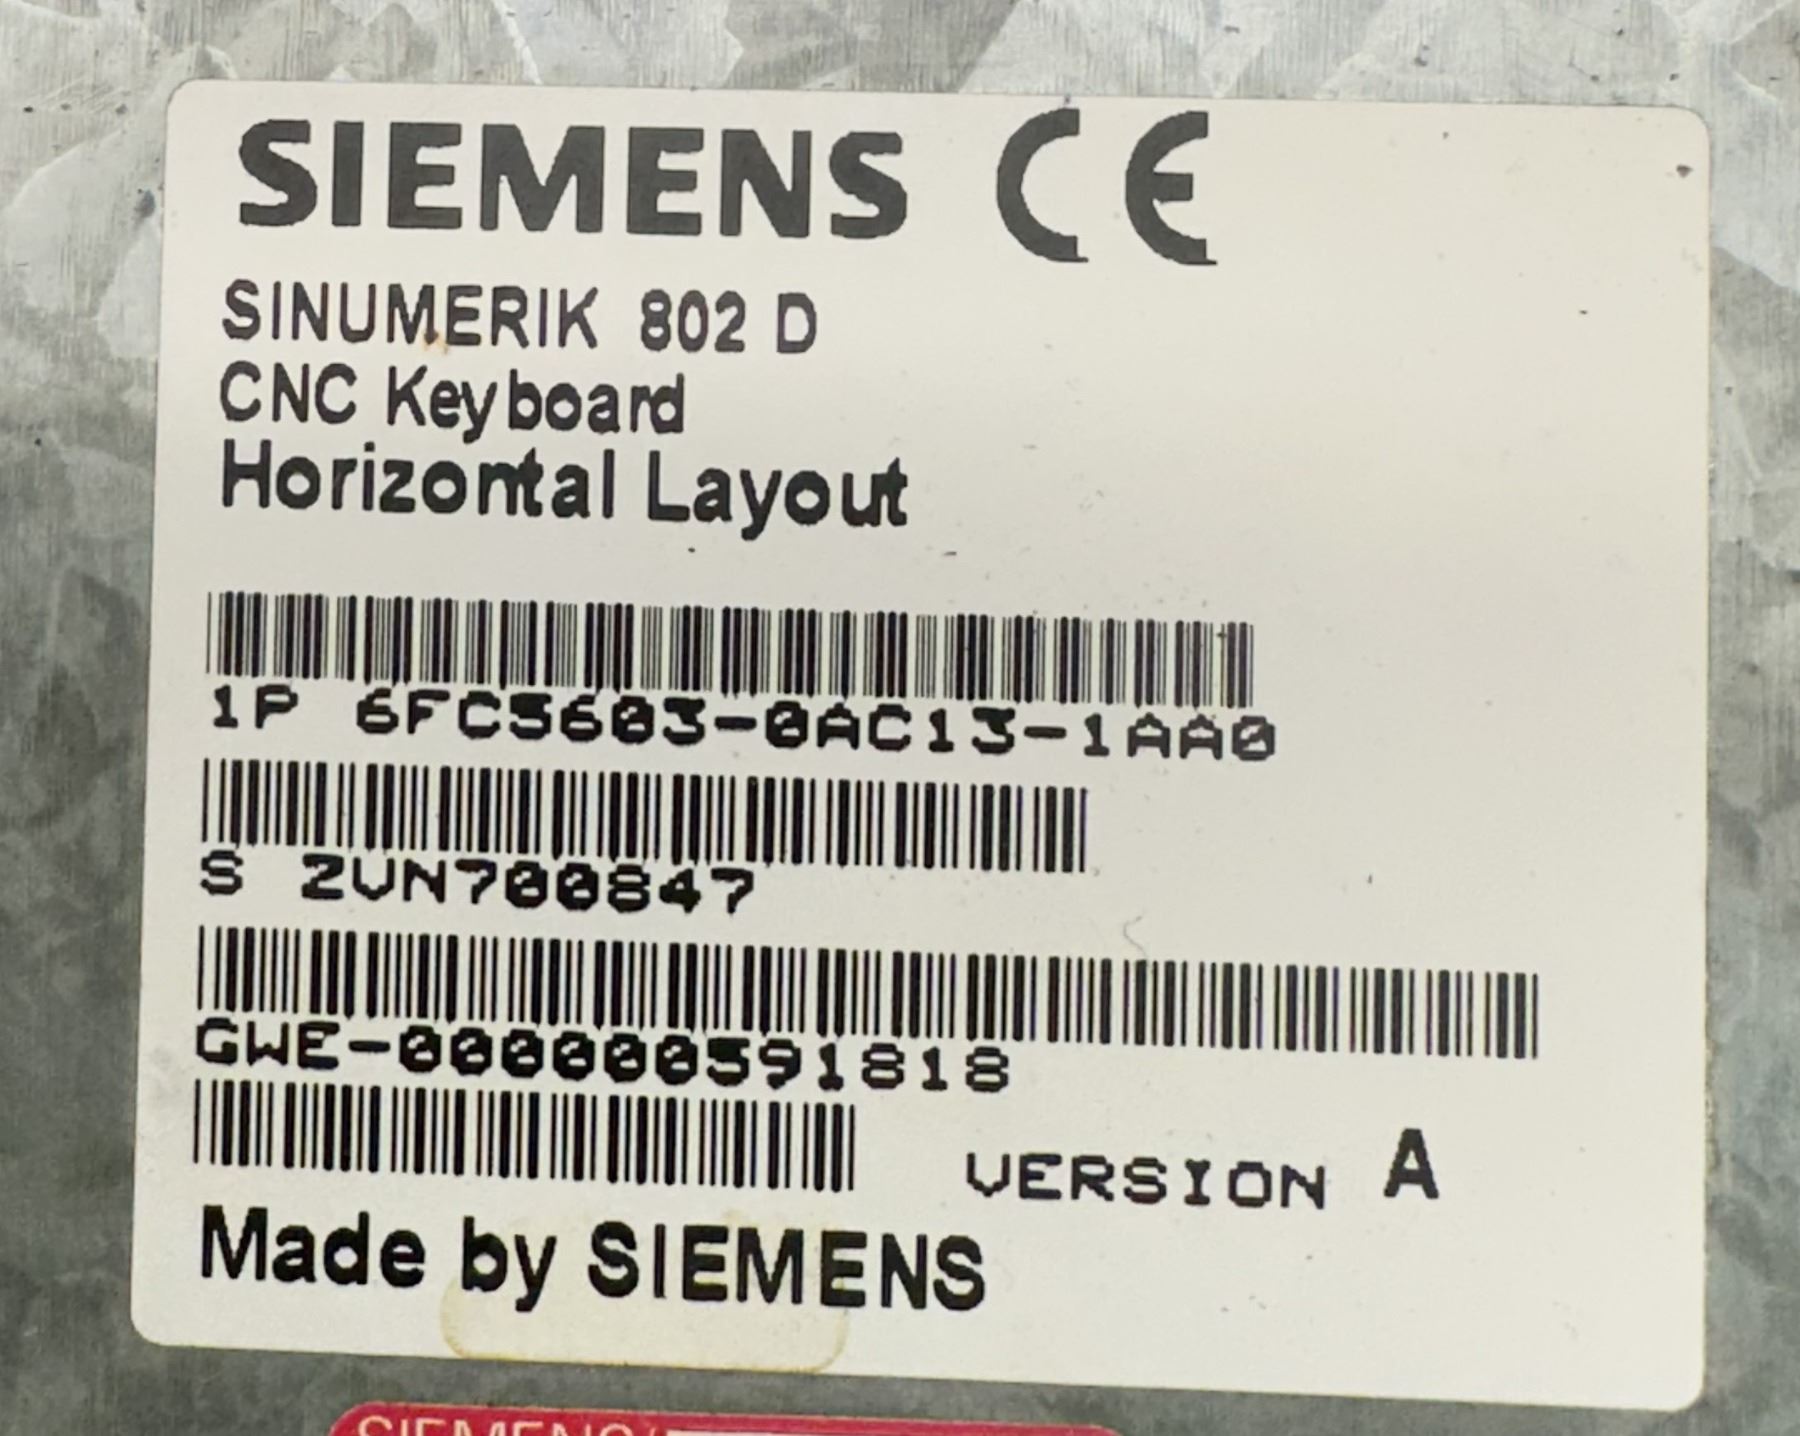 SIEMENS CE
SINUMERIK 802 D
CNC Keyboard
Horizontal Layout
1P 6FC5603-0AC13-1AA0
S ZVN700847
GWE-000000591818
VERSION A
Made by SIEMENS
SIEMENS/